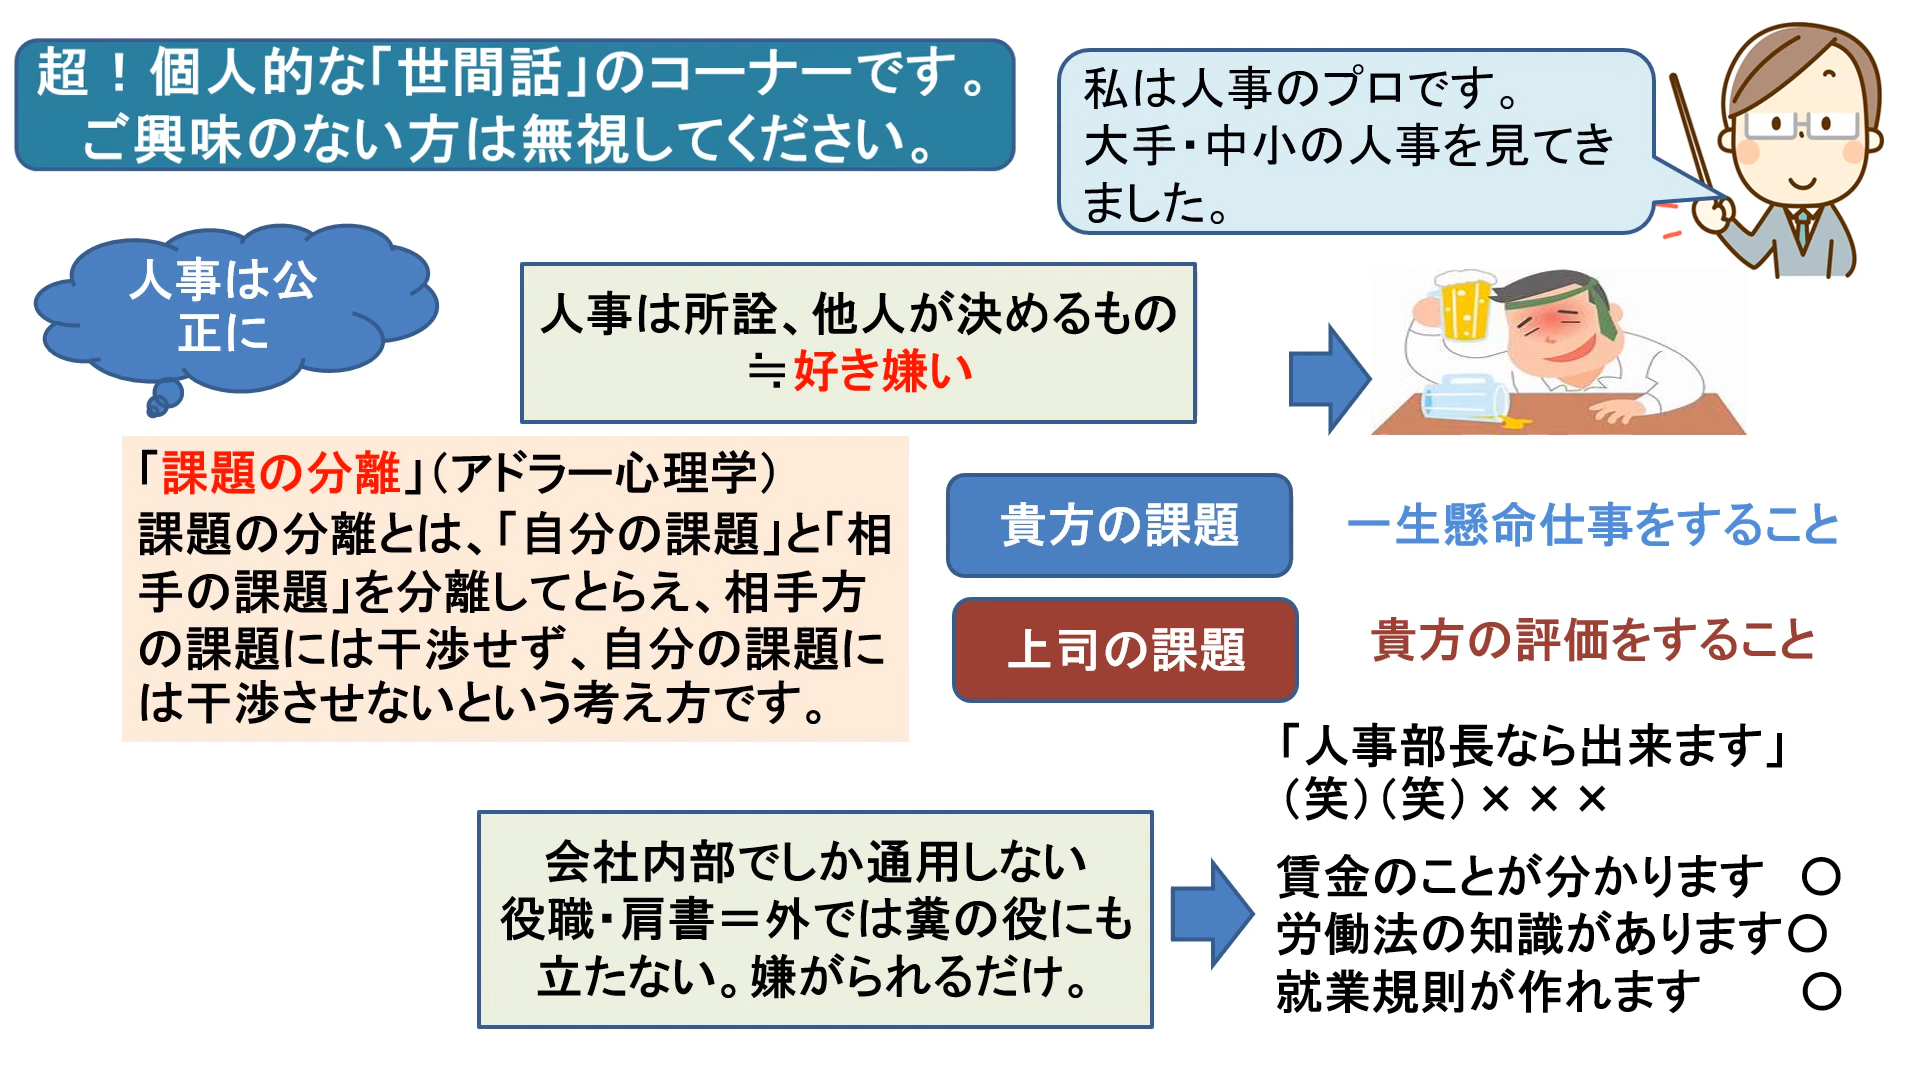 超！個人的な「世間話」のコーナーです。
ご興味のない方は無視してください。
私は人事のプロです。
大手・中小の人事を見てき
ました。
人事は公
正に
人事は所詮、他人が決めるもの
≒好き嫌い
「課題の分離」（アドラー心理学）
課題の分離とは、「自分の課題」と「相
手の課題」を分離してとらえ、相手方
の課題には干渉せず、自分の課題に
は干渉させないという考え方です。
貴方の課題
一生懸命仕事をすること
上司の課題
貴方の評価をすること
「人事部長なら出来ます」
（笑）（笑）×××
会社内部でしか通用しない
役職・肩書＝外では糞の役にも
立たない。嫌がられるだけ。
賃金のことが分かります　〇
労働法の知識があります〇
就業規則が作れます　　〇